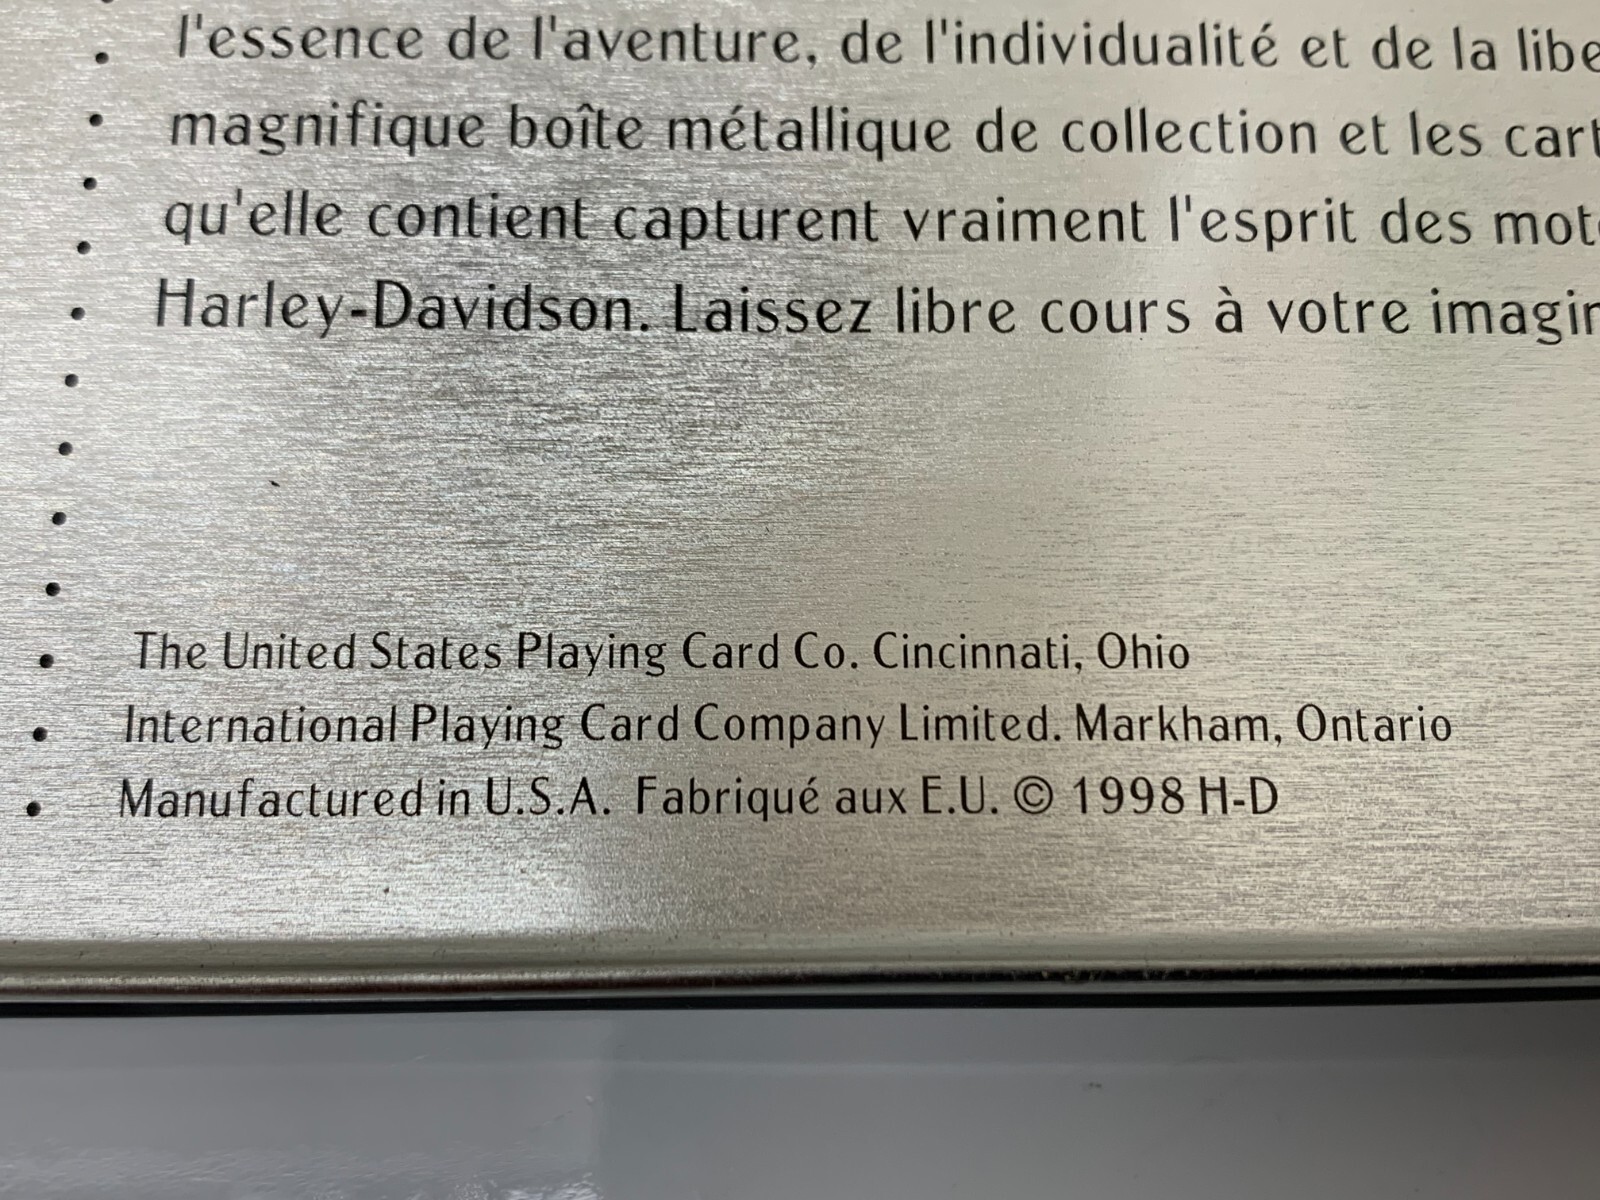 l'essence de l'aventure, de l'individualité et de la
magnifique boîte métallique de collection et les
qu'elle contient capturent vraiment l'esprit des
Harley-Davidson. Laissez libre cours à votre
The United States Playing Card Co. Cincinnati, Ohio
International Playing Card Company Limited. Markham, Ontario
Manufactured in U.S.A. Fabriqué aux E.U. © 1998 H-D